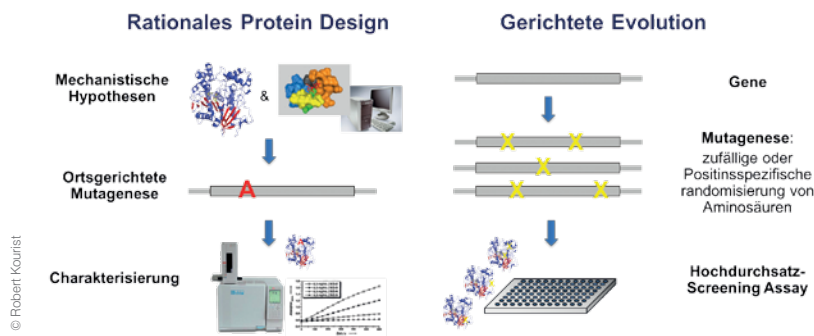 Rationales Protein Design
Mechanistische
Hypothesen
&
Ortsgerichtete
Mutagenese
A
Charakterisierung
Gerichtete Evolution
Gene
X X
X
X X
Mutagenese:
zufällige oder
Positinsspezifische
randomisierung von
Aminosäuren
Hochdurchsatz-
Screening Assay
© Robert Kourist